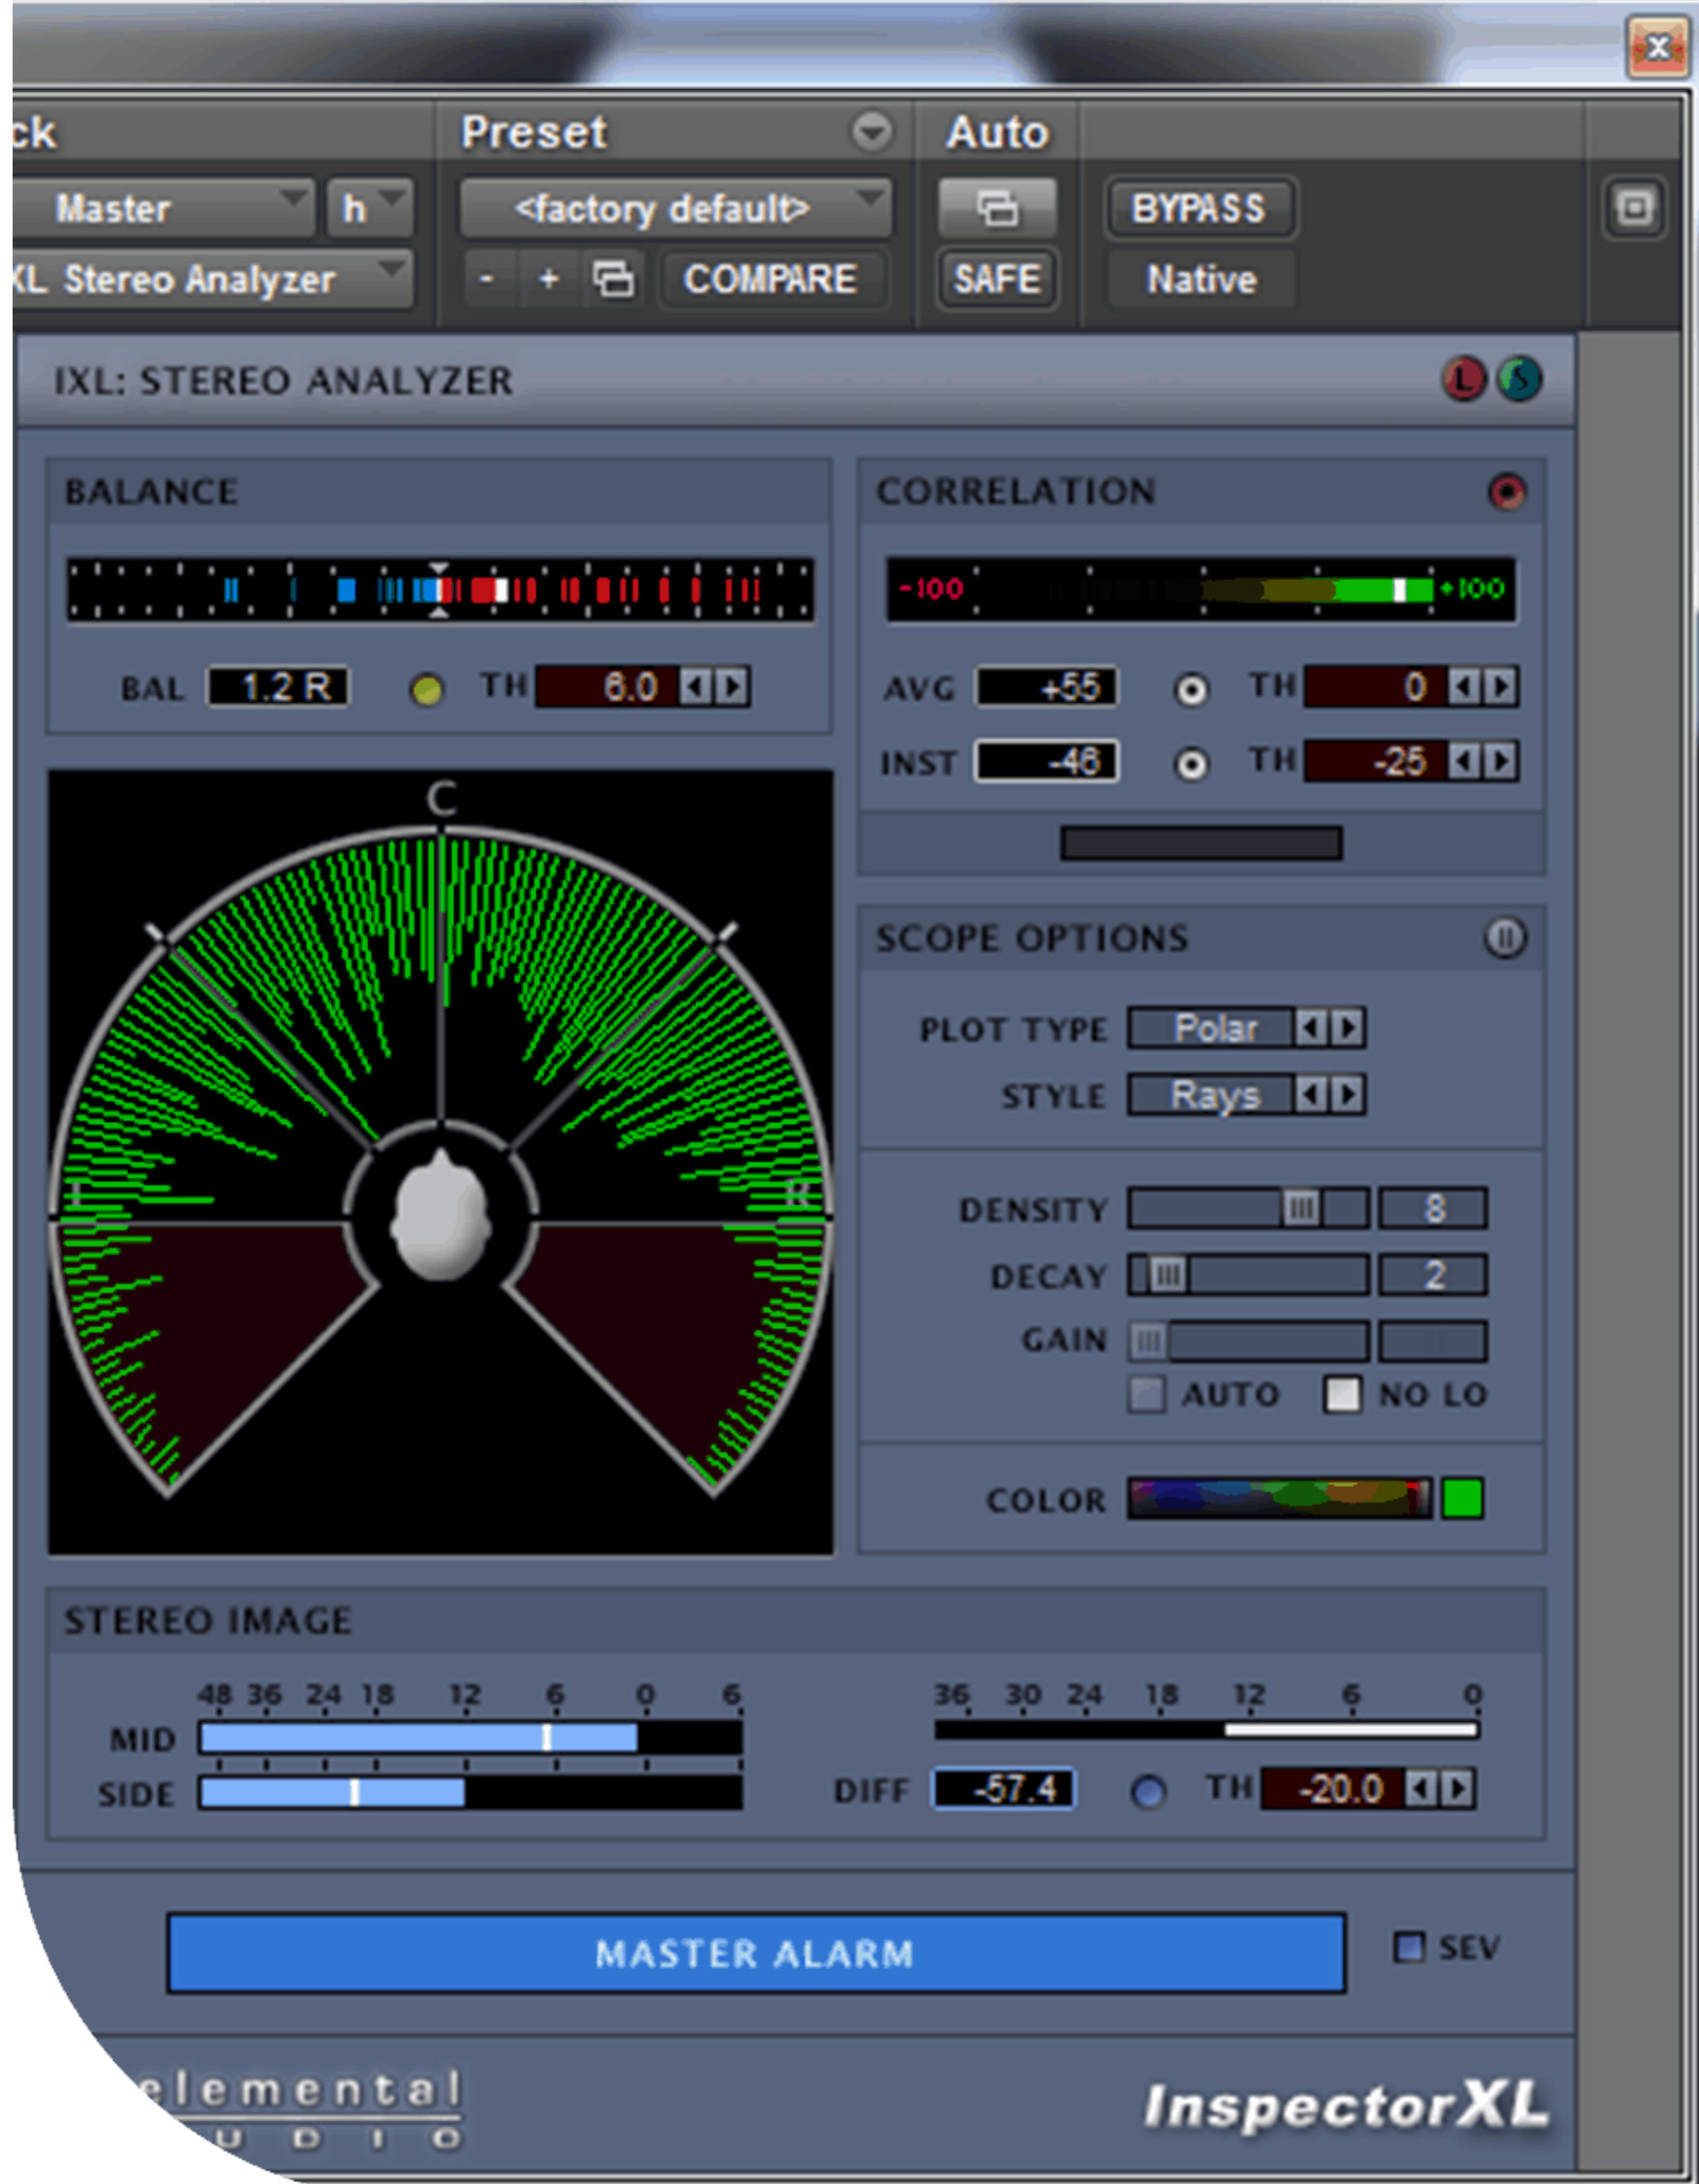 ck Preset Auto
Master h <factory default> BYPASS
XL Stereo Analyzer - + COMPARE SAFE Native
IXL: STEREO ANALYZER L S
BALANCE
BAL 1.2 R TH 6.0
CORRELATION
-100 +100
AVG +55 TH 0
INST -46 TH -25
C
L R
SCOPE OPTIONS
PLOT TYPE Polar
STYLE Rays
DENSITY 8
DECAY 2
GAIN
AUTO NO LO
COLOR
STEREO IMAGE
48 36 24 18 12 6 0 6 36 30 24 18 12 6 0
MID
SIDE DIFF -57.4 TH -20.0
MASTER ALARM SEV
elemental
UDIO
InspectorXL